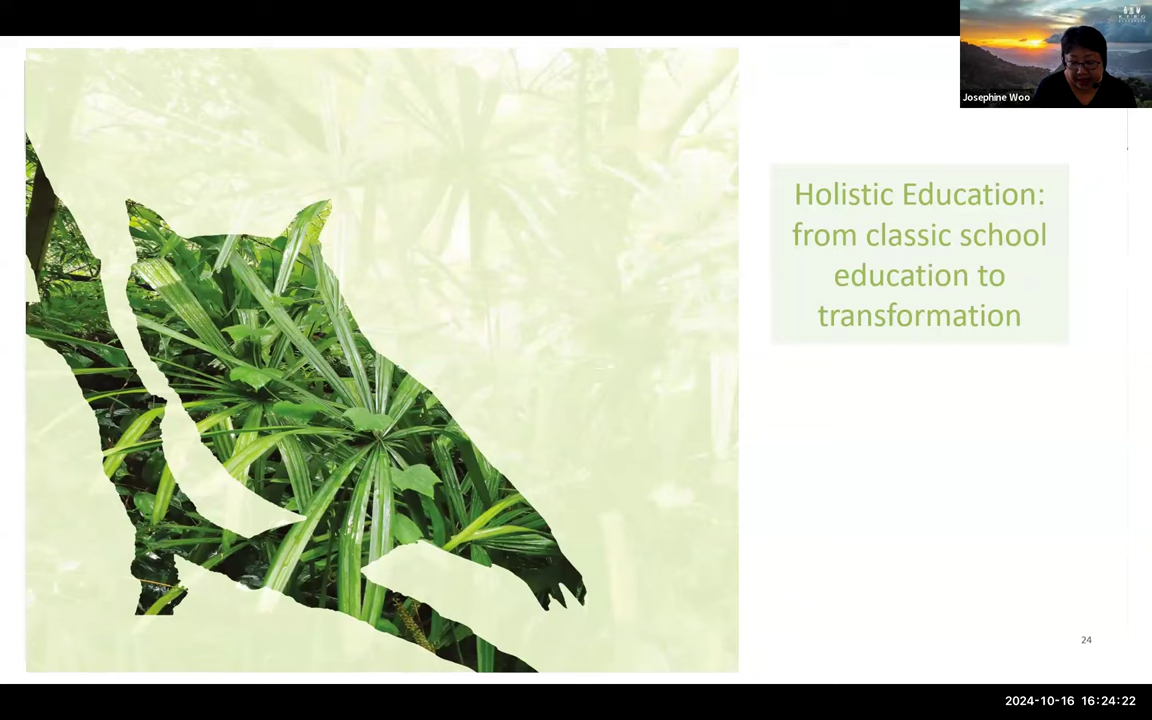 Josephine Woo
Holistic Education:
from classic school
education to
transformation
24
2024-10-16 16:24:22